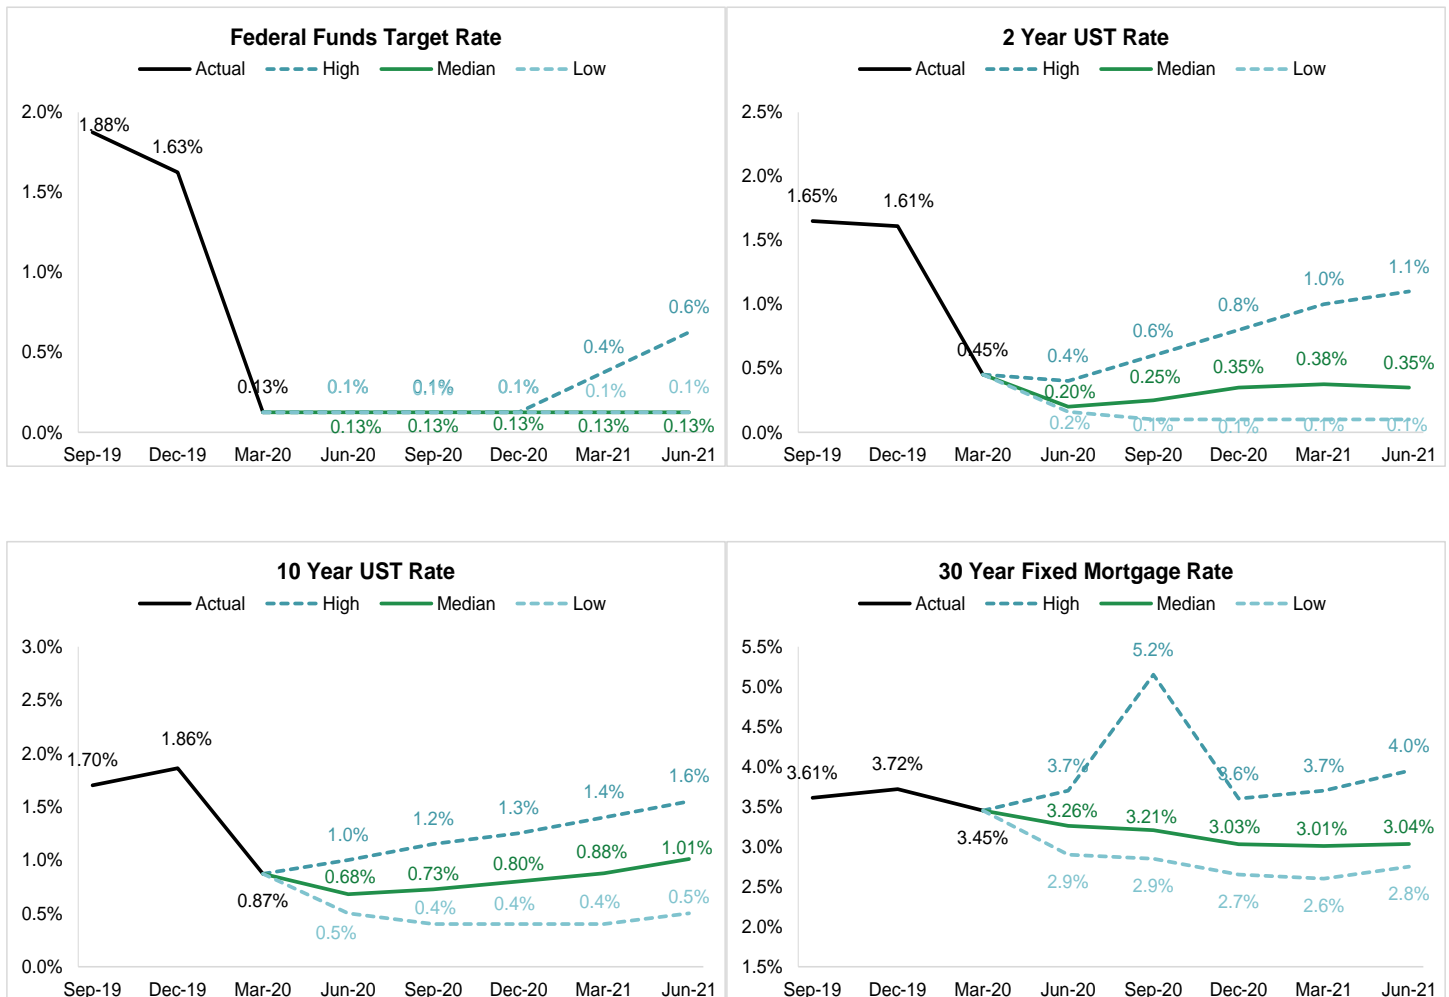 Federal Funds Target Rate
Actual High Median Low
2.0%
1.5%
1.0%
0.5%
0.0%
1.88%
1.63%
0.13%
0.1% 0.1% 0.1% 0.4% 0.6%
0.1% 0.1% 0.1%
0.13% 0.13% 0.13% 0.13% 0.13%
Sep-19 Dec-19 Mar-20 Jun-20 Sep-20 Dec-20 Mar-21 Jun-21
2 Year UST Rate
Actual High Median Low
2.5%
2.0%
1.5%
1.0%
0.5%
0.0%
1.65% 1.61% 0.45%
0.4% 0.6% 0.8% 1.0% 1.1%
0.20% 0.25% 0.35% 0.38% 0.35%
0.2% 0.1% 0.1% 0.1% 0.1%
Sep-19 Dec-19 Mar-20 Jun-20 Sep-20 Dec-20 Mar-21 Jun-21
10 Year UST Rate
Actual High Median Low
3.0%
2.5%
2.0%
1.5%
1.0%
0.5%
0.0%
1.70% 1.86% 0.87%
1.0% 1.2% 1.3% 1.4% 1.6%
0.68% 0.73% 0.80% 0.88% 1.01%
0.5% 0.4% 0.4% 0.4% 0.5%
Sep-19 Dec-19 Mar-20 Jun-20 Sep-20 Dec-20 Mar-21 Jun-21
30 Year Fixed Mortgage Rate
Actual High Median Low
5.5%
5.0%
4.5%
4.0%
3.5%
3.0%
2.5%
2.0%
1.5%
3.61% 3.72% 3.45%
3.7% 5.2% 3.6% 3.7% 4.0%
3.26% 3.21% 3.03% 3.01% 3.04%
2.9% 2.9% 2.7% 2.6% 2.8%
Sep-19 Dec-19 Mar-20 Jun-20 Sep-20 Dec-20 Mar-21 Jun-21